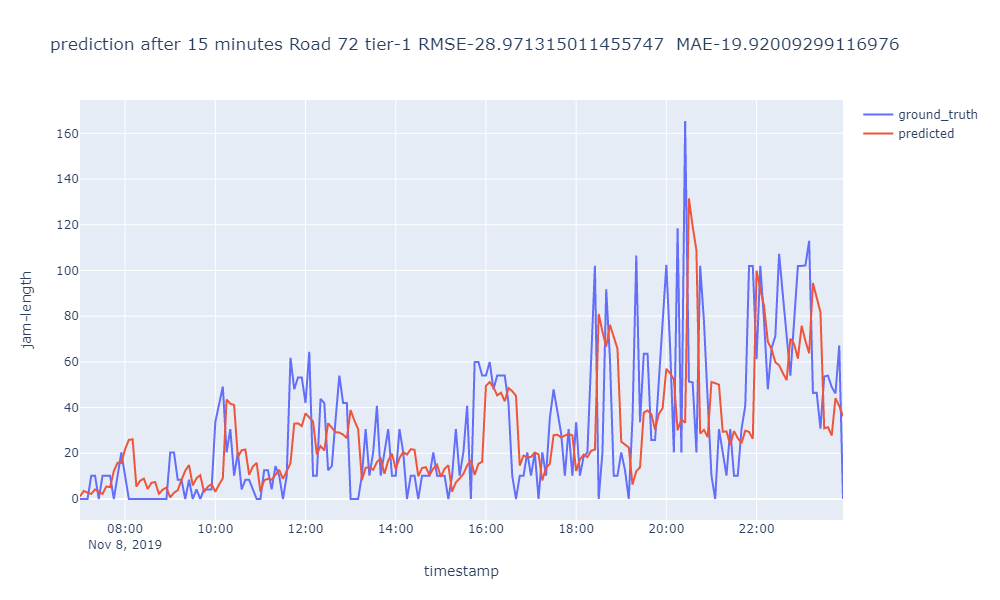 prediction after 15 minutes Road 72 tier-1 RMSE-28.971315011455747  MAE-19.92009299116976
ground_truth
predicted
160
140
120
100
80
60
40
20
0
jam-length
08:00 10:00 12:00 14:00 16:00 18:00 20:00 22:00
Nov 8, 2019
timestamp